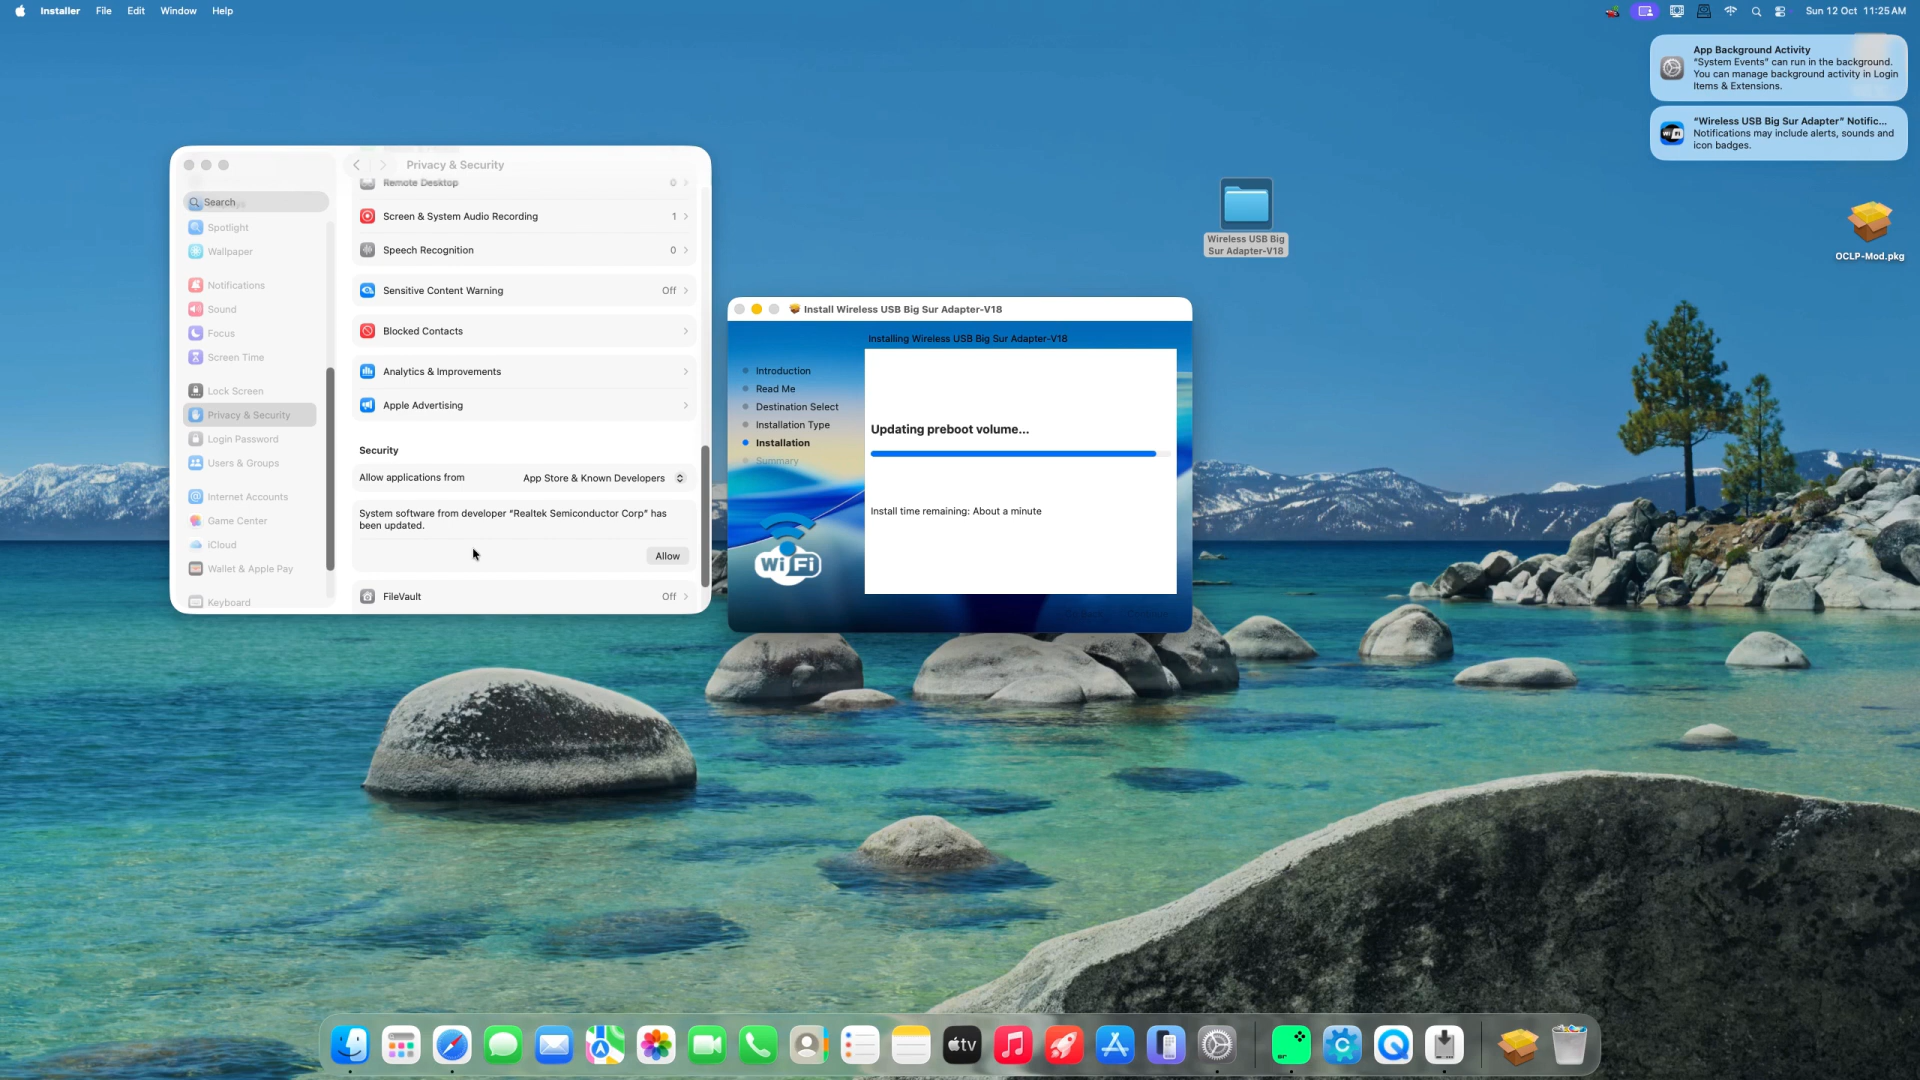 Installer File Edit Window Help
Sun 12 Oct 11:25 AM
App Background Activity
"System Events" can run in the background.
You can manage background activity in Login
Items & Extensions.
"Wireless USB Big Sur Adapter" Notific...
Notifications may include alerts, sounds and
icon badges.
Wireless USB Big
Sur Adapter-V18
OCLP-Mod.pkg
Search
Spotlight
Wallpaper
Notifications
Sound
Focus
Screen Time
Lock Screen
Privacy & Security
Login Password
Users & Groups
Internet Accounts
Game Center
iCloud
Wallet & Apple Pay
Keyboard
Privacy & Security
Remote Desktop 0
Screen & System Audio Recording 1
Speech Recognition 0
Sensitive Content Warning Off
Blocked Contacts
Analytics & Improvements
Apple Advertising
Security
Allow applications from App Store & Known Developers
System software from developer "Realtek Semiconductor Corp" has
been updated.
Allow
FileVault Off
Install Wireless USB Big Sur Adapter-V18
Installing Wireless USB Big Sur Adapter-V18
Introduction
Read Me
Destination Select
Installation Type
Installation
Summary
Wi Fi
Updating preboot volume...
Install time remaining: About a minute
tv